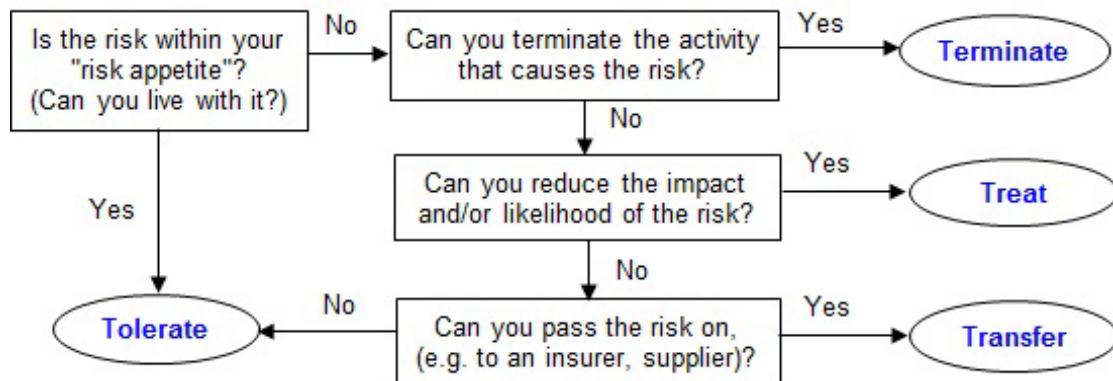 Is the risk within your
"risk appetite"?
(Can you live with it?)
No
Can you terminate the activity
that causes the risk?
Yes
Terminate
No
Yes
Can you reduce the impact
and/or likelihood of the risk?
Yes
Treat
No
Tolerate
No
Can you pass the risk on,
(e.g. to an insurer, supplier)?
Yes
Transfer